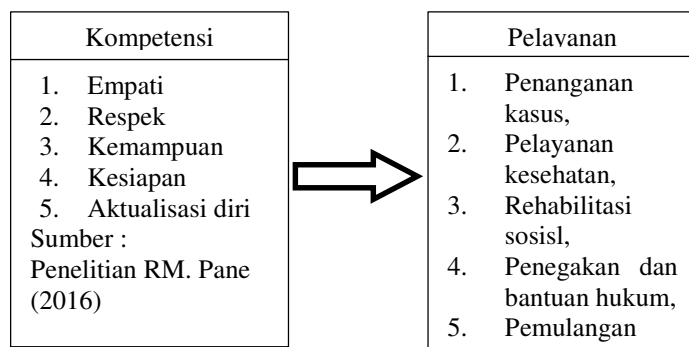 Kompetensi
1. Empati
2. Respek
3. Kemampuan
4. Kesiapan
5. Aktualisasi diri
Sumber :
Penelitian RM. Pane
(2016)
Pelayanan
1. Penanganan
kasus,
2. Pelayanan
kesehatan,
3. Rehabilitasi
sosisl,
4. Penegakan dan
bantuan hukum,
5. Pemulangan